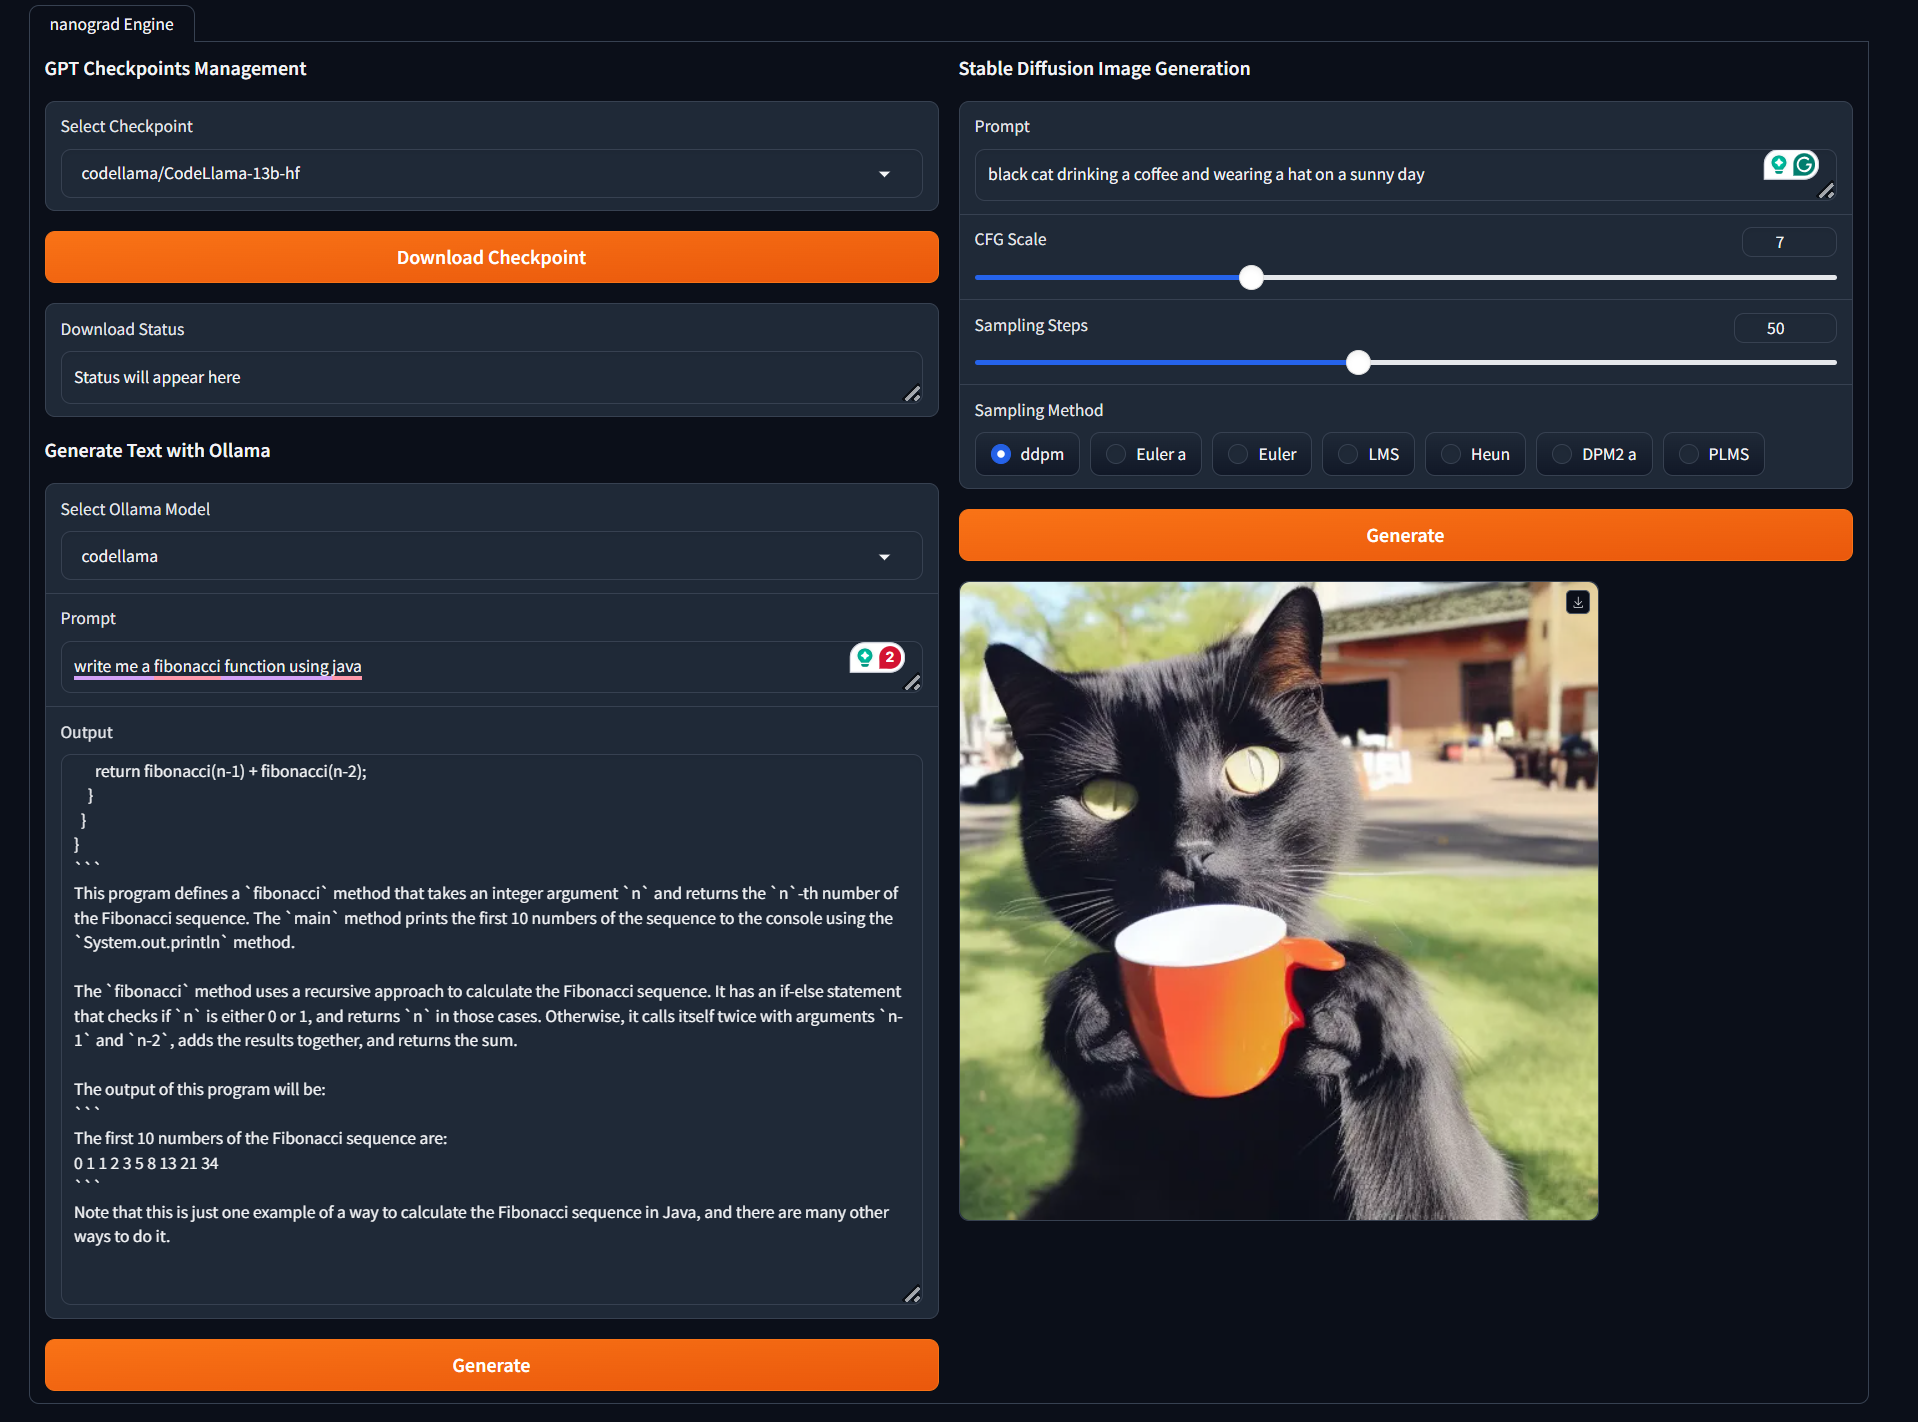 nanograd Engine
GPT Checkpoints Management
Select Checkpoint
codellama/CodeLlama-13b-hf
Download Checkpoint
Download Status
Status will appear here
Generate Text with Ollama
Select Ollama Model
codellama
Prompt
write me a fibonacci function using java
2
Output
return fibonacci(n-1) + fibonacci(n-2);
}
}
}
```
This program defines a `fibonacci` method that takes an integer argument `n` and returns the `n`-th number of
the Fibonacci sequence. The `main` method prints the first 10 numbers of the sequence to the console using the
`System.out.println` method.
The `fibonacci` method uses a recursive approach to calculate the Fibonacci sequence. It has an if-else statement
that checks if `n` is either 0 or 1, and returns `n` in those cases. Otherwise, it calls itself twice with arguments `n-
1` and `n-2`, adds the results together, and returns the sum.
The output of this program will be:
```
The first 10 numbers of the Fibonacci sequence are:
0 1 1 2 3 5 8 13 21 34
```
Note that this is just one example of a way to calculate the Fibonacci sequence in Java, and there are many other
ways to do it.
Generate
Stable Diffusion Image Generation
Prompt
black cat drinking a coffee and wearing a hat on a sunny day
CFG Scale
7
Sampling Steps
50
Sampling Method
ddpm Euler a Euler LMS Heun DPM2 a PLMS
Generate